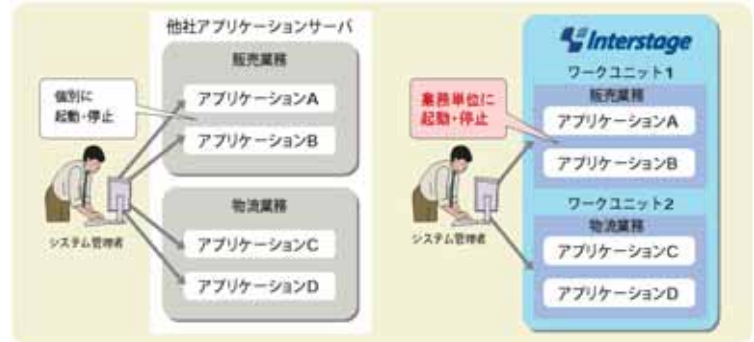 他社アプリケーションサーバ
販売業務
アプリケーションA
アプリケーションB
個別に
起動・停止
システム管理者
物流業務
アプリケーションC
アプリケーションD
Interstage
ワークユニット1
販売業務
アプリケーションA
アプリケーションB
業務単位に
起動・停止
システム管理者
ワークユニット2
物流業務
アプリケーションC
アプリケーションD